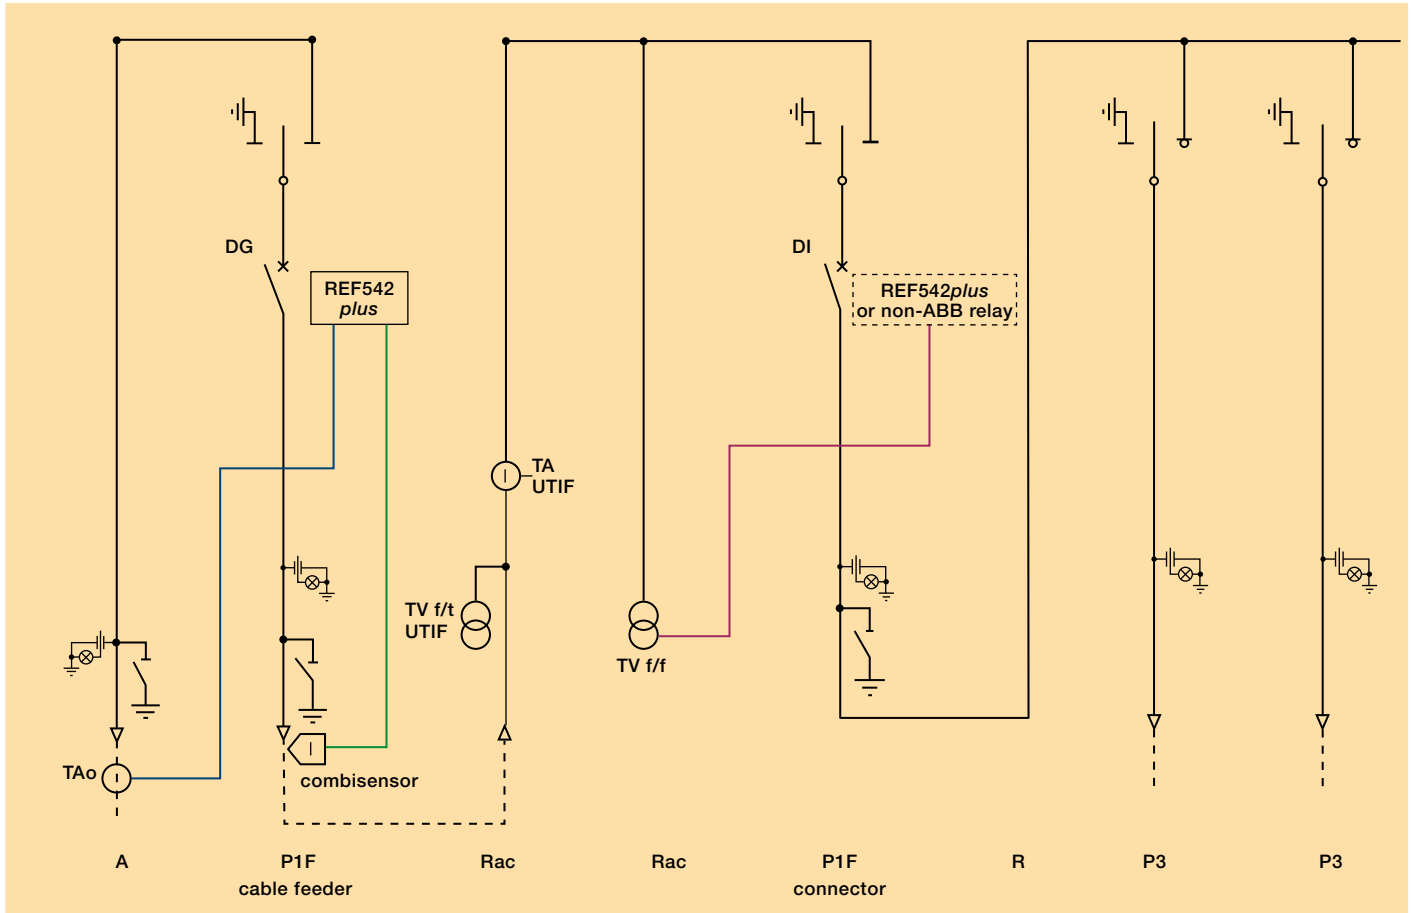 DG
REF542
plus
DI
REF542plus
or non-ABB relay
TA
UTIF
TV f/t
UTIF
TV f/f
TAo
combisensor
A
P1F
cable feeder
Rac
Rac
P1F
connector
R
P3
P3